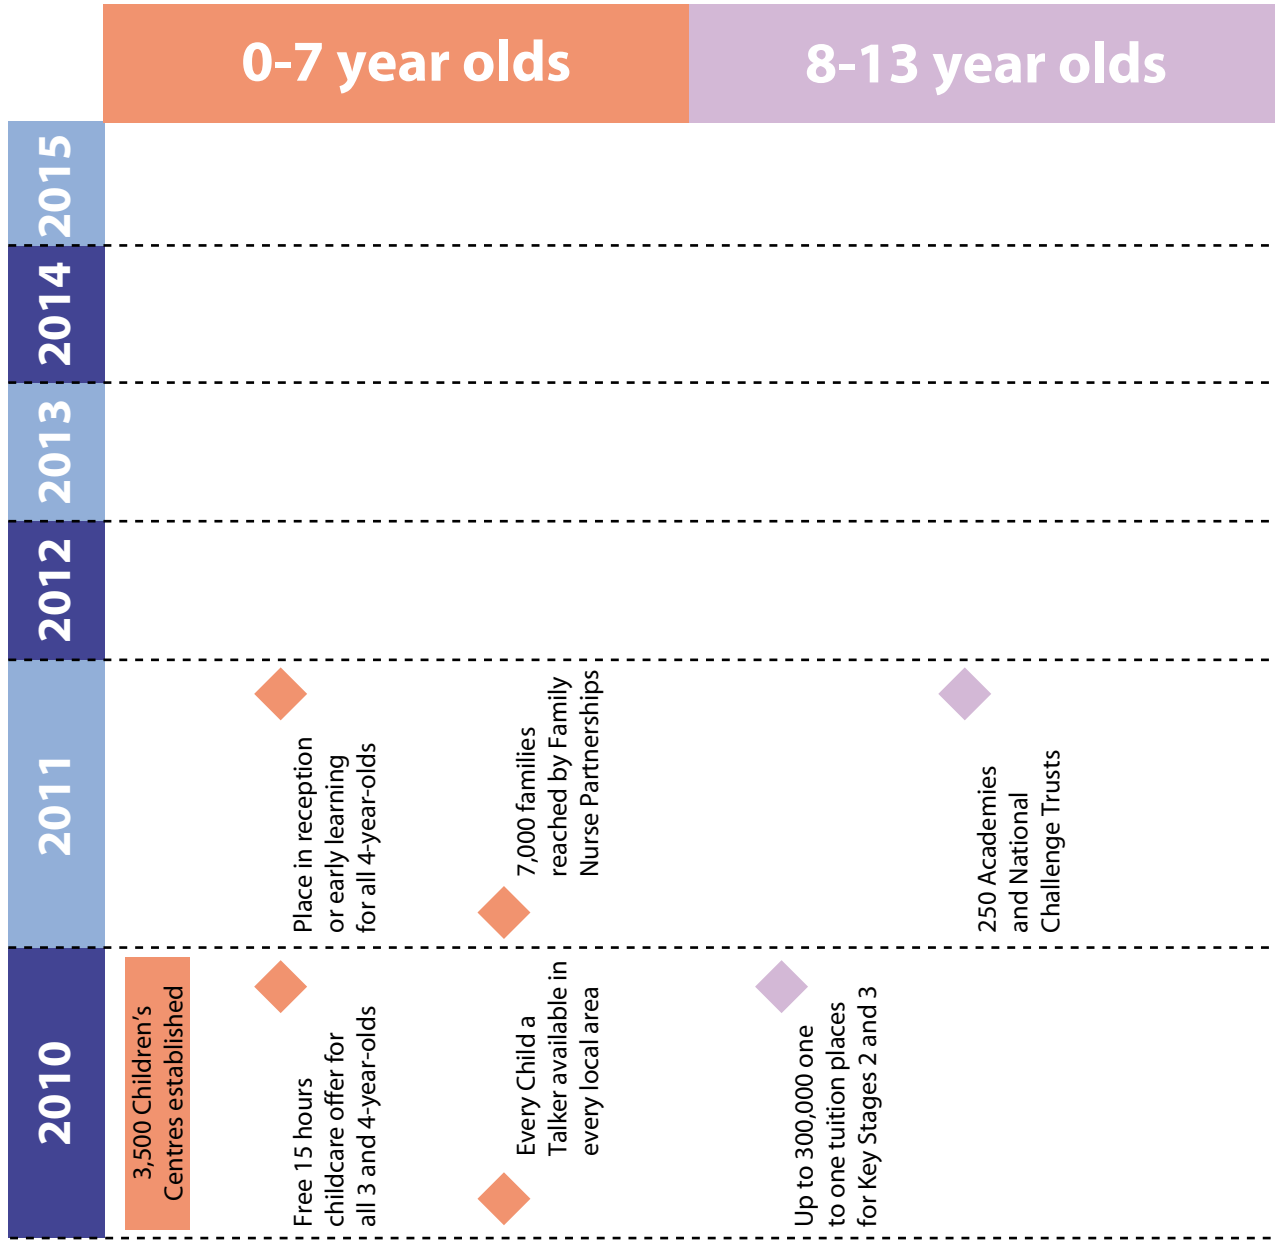 0-7 year olds
8-13 year olds
2015
2014
2013
2012
2011
Place in reception
or early learning
for all 4-year-olds
7,000 families
reached by Family
Nurse Partnerships
250 Academies
and National
Challenge Trusts
2010
3,500 Children’s
Centres established
Free 15 hours
childcare offer for
all 3 and 4-year-olds
Every Child a
Talker available in
every local area
Up to 300,000 one
to one tuition places
for Key Stages 2 and 3